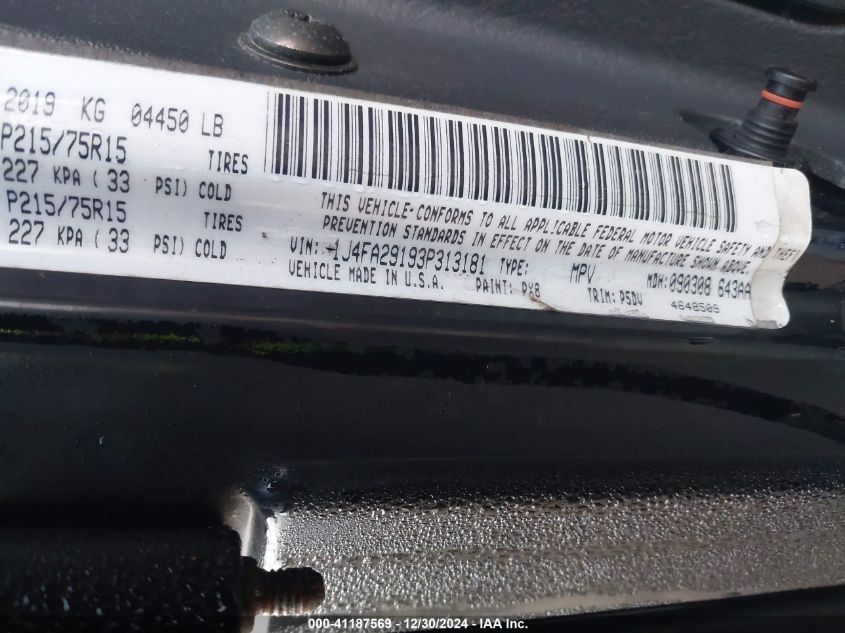 2019 KG 04450 LB
P215/75R15 TIRES
227 KPA ( 33 PSI) COLD
P215/75R15 TIRES
227 KPA (33 PSI) COLD
THIS VEHICLE CONFORMS TO ALL APPLICABLE FEDERAL MOTOR VEHICLE SAFETY AND THEFT
PREVENTION STANDARDS IN EFFECT ON THE DATE OF MANUFACTURE SHOWN ABOVE.
VIN: 1J4FA29193P313181 TYPE: MPV MDH:090308 643AA
VEHICLE MADE IN U.S.A. PAINT: PX8 TRIM: P5DV 4648509
000-41187569 - 12/30/2024 - IAA Inc.